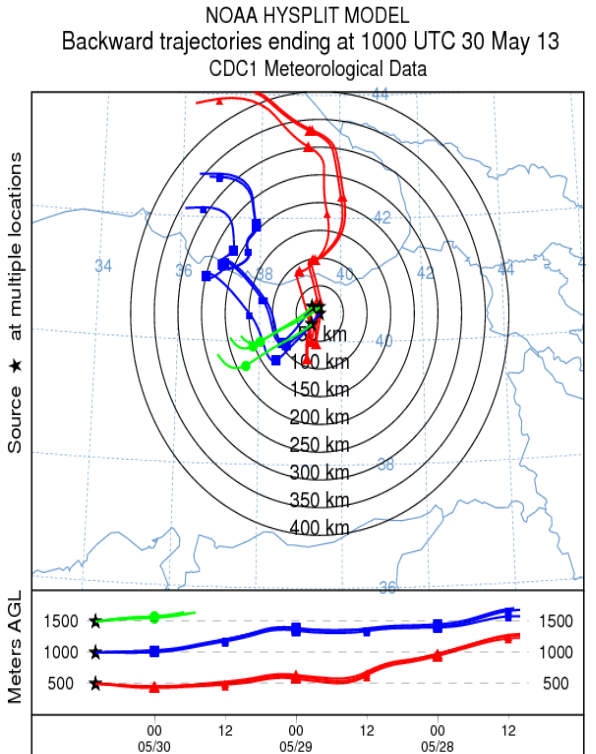 NOAA HYSPLIT MODEL
Backward trajectories ending at 1000 UTC 30 May 13
CDC1 Meteorological Data
Source ★ at multiple locations
44
42
34
36
38
40
42
44
40
50 km
100 km
150 km
200 km
250 km
38
300 km
350 km
400 km
36
Meters AGL
1500 1500
1000 1000
500 500
00 12 00 12 00 12
05/30 05/29 05/28